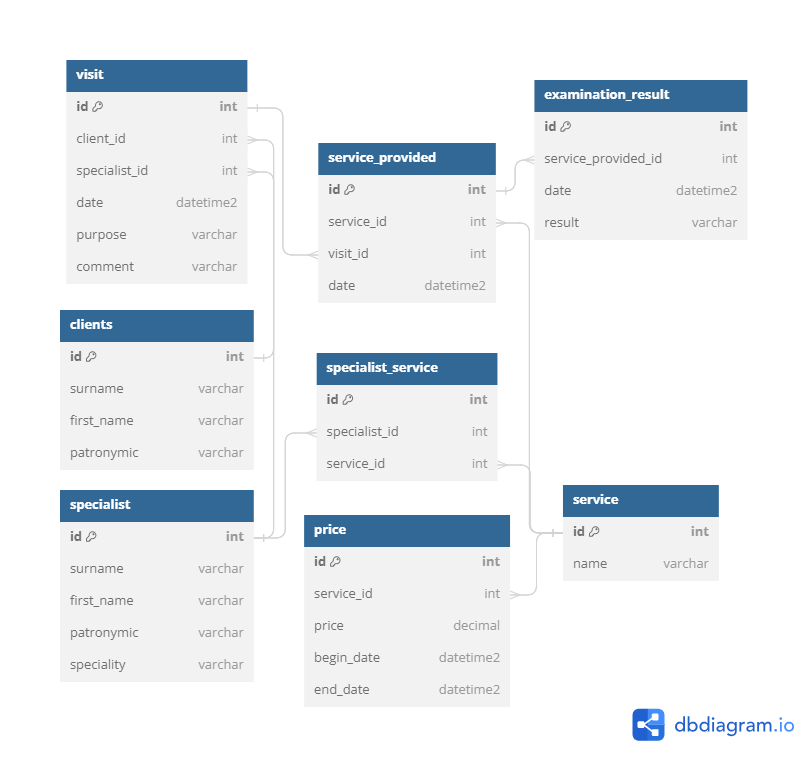 visit
id int
client_id int
specialist_id int
date datetime2
purpose varchar
comment varchar
clients
id int
surname varchar
first_name varchar
patronymic varchar
specialist
id int
surname varchar
first_name varchar
patronymic varchar
speciality varchar
service_provided
id int
service_id int
visit_id int
date datetime2
specialist_service
id int
specialist_id int
service_id int
price
id int
service_id int
price decimal
begin_date datetime2
end_date datetime2
examination_result
id int
service_provided_id int
date datetime2
result varchar
service
id int
name varchar
dbdiagram.io